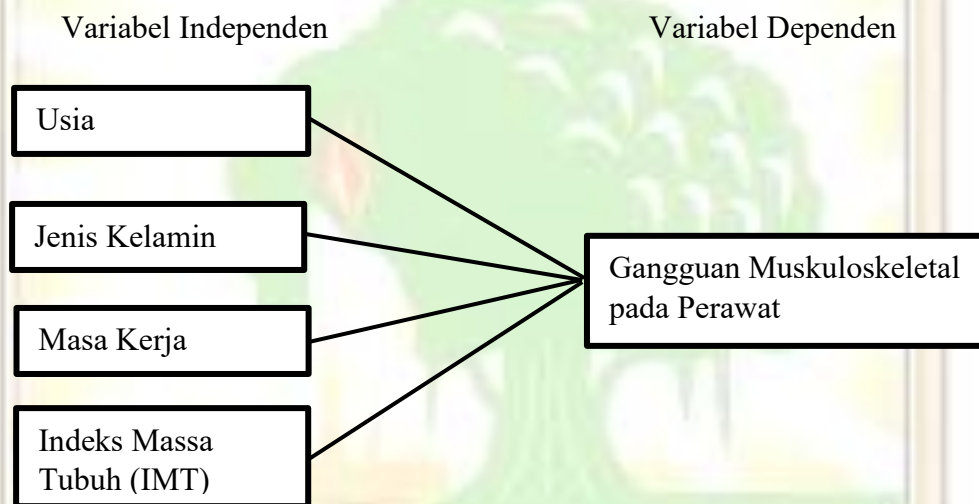 Variabel Independen
Variabel Dependen
Usia
Jenis Kelamin
Masa Kerja
Indeks Massa
Tubuh (IMT)
Gangguan Muskuloskeletal
pada Perawat